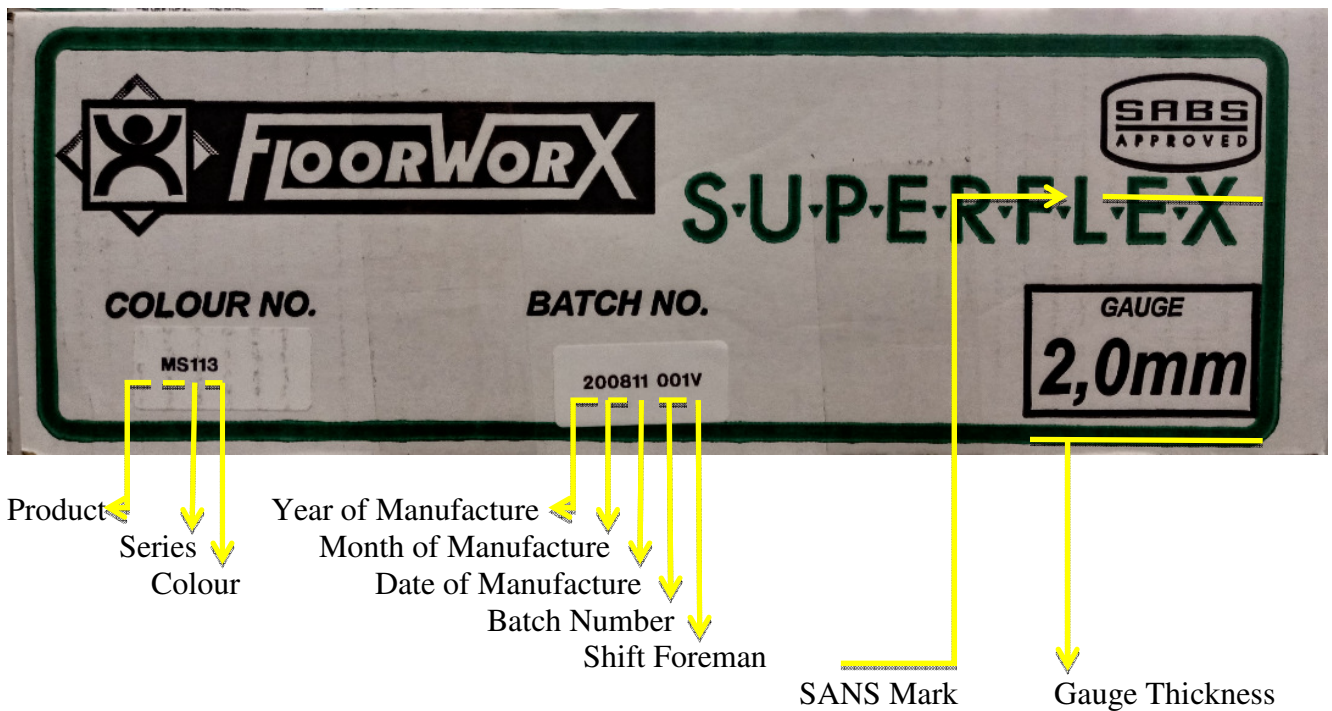 FLOORWORX
SABS
APPROVED
S·U·P·E·R·F·L·E·X
COLOUR NO.
BATCH NO.
GAUGE
2,0mm
MS113
200811 001V
Product
Year of Manufacture
Series
Month of Manufacture
Colour
Date of Manufacture
Batch Number
Shift Foreman
SANS Mark
Gauge Thickness